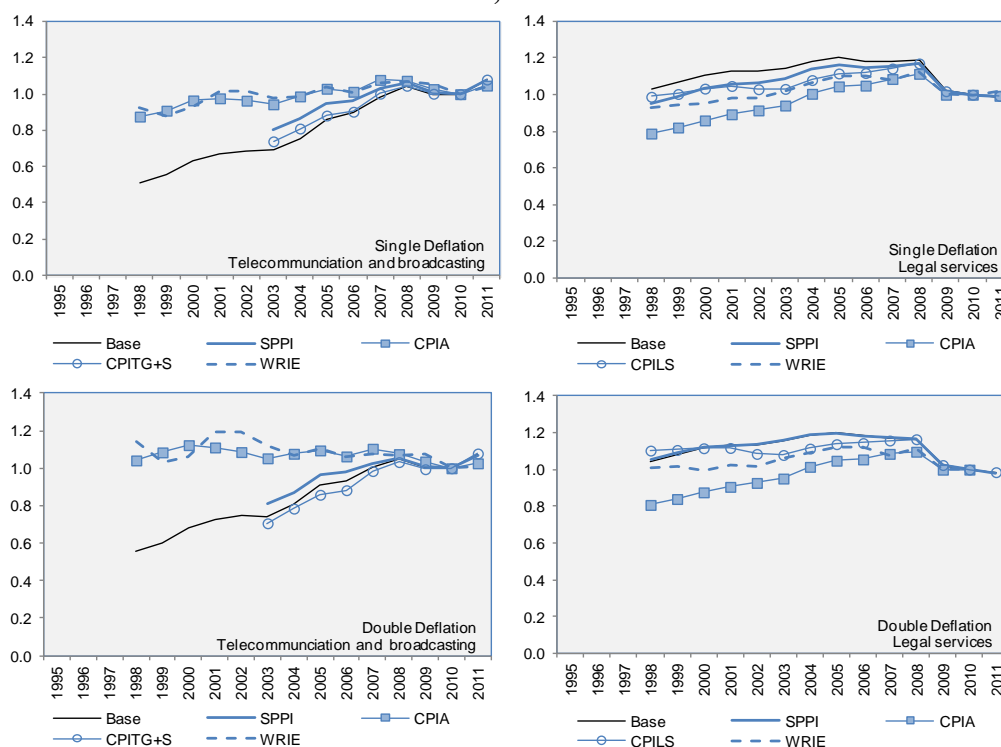 )
1.4
1.2
1.0
0.8
0.6
0.4
0.2
0.0
Single Deflation
Telecommunciation and broadcasting
1995 1996 1997 1998 1999 2000 2001 2002 2003 2004 2005 2006 2007 2008 2009 2010 2011
Base SPPI CPIA
CPITG+S WRIE
1.4
1.2
1.0
0.8
0.6
0.4
0.2
0.0
Single Deflation
Legal services
1995 1996 1997 1998 1999 2000 2001 2002 2003 2004 2005 2006 2007 2008 2009 2010 2011
Base SPPI CPIA
CPILS WRIE
1.4
1.2
1.0
0.8
0.6
0.4
0.2
0.0
Double Deflation
Telecommunciation and broadcasting
1995 1996 1997 1998 1999 2000 2001 2002 2003 2004 2005 2006 2007 2008 2009 2010 2011
Base SPPI CPIA
CPITG+S WRIE
1.4
1.2
1.0
0.8
0.6
0.4
0.2
0.0
Double Deflation
Legal services
1995 1996 1997 1998 1999 2000 2001 2002 2003 2004 2005 2006 2007 2008 2009 2010 2011
Base SPPI CPIA
CPILS WRIE